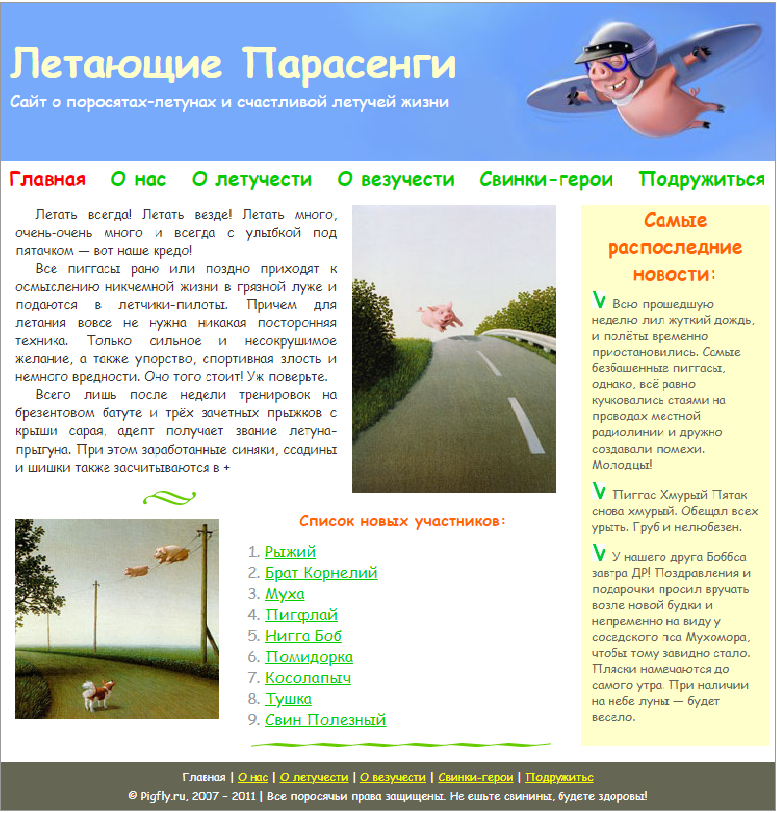 Летающие Парасенги
Сайт о поросятах-летунах и счастливой летучей жизни
Главная О нас О летучести О везучести Свинки-герои Подружиться
Летать всегда! Летать везде! Летать много,
очень-очень много и всегда с улыбкой под
пятачком — вот наше кредо!
Все пиггасы рано или поздно приходят к
осмыслению никчемной жизни в грязной луже и
подаются в летчики-пилоты. Причем для
летания вовсе не нужна никакая посторонняя
техника. Только сильное и несокрушимое
желание, а также упорство, спортивная злость и
немного вредности. Оно того стоит! Уж поверьте.
Всего лишь после недели тренировок на
брезентовом батуте и трёх зачетных прыжков с
крыши сарая, адепт получает звание летуна-
прыгуна. При этом заработанные синяки, ссадины
и шишки также засчитываются в +
Список новых участников:
1. Рыжий
2. Брат Корнелий
3. Муха
4. Пигфлай
5. Нигга Боб
6. Помидорка
7. Косолапыч
8. Тушка
9. Свин Полезный
Самые
распоследние
новости:
V Всю прошедшую
неделю лил жуткий дождь,
и полёты временно
приостановились. Самые
безбашенные пиггасы,
однако, всё равно
кучковались стаями на
проводах местной
радиолинии и дружно
создавали помехи.
Молодцы!
V Пиггас Хмурый Пятак
снова хмурый. Обещал всех
урыть. Груб и нелюбезен.
V У нашего друга Боббса
завтра ДР! Поздравления и
подарочки просил вручать
возле новой будки и
непременно на виду у
соседского пса Мухомора,
чтобы тому завидно стало.
Пляски намечаются до
самого утра. При наличии
на небе луны — будет
весело.
Главная | О нас | О летучести | О везучести | Свинки-герои | Подружитьс
© Pigfly.ru, 2007 - 2011 | Все поросячьи права защищены. Не ешьте свинины, будете здоровы!